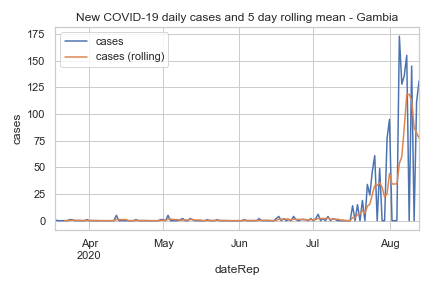 New COVID-19 daily cases and 5 day rolling mean - Gambia
175
150
125
100
75
50
25
0
cases
cases
cases (rolling)
Apr
2020
May
Jun
Jul
Aug
dateRep